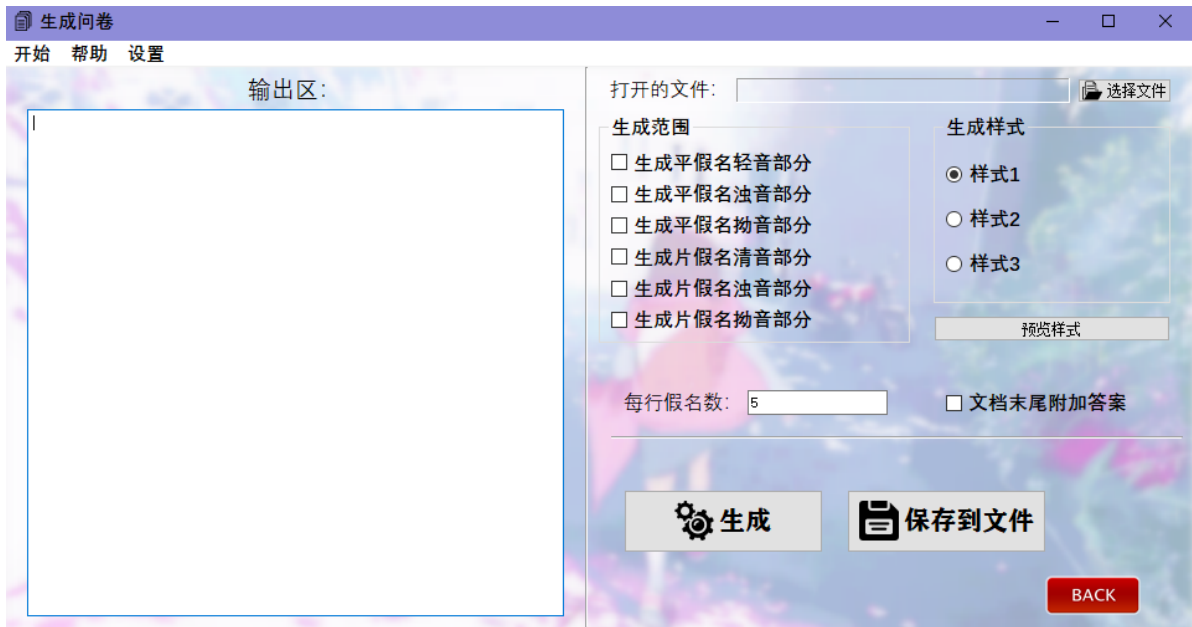 生成问卷
开始 帮助 设置
输出区:
打开的文件:
选择文件
生成范围
生成平假名轻音部分
生成平假名浊音部分
生成平假名拗音部分
生成片假名清音部分
生成片假名浊音部分
生成片假名拗音部分
生成样式
样式1
样式2
样式3
预览样式
每行假名数: 5
文档末尾附加答案
生成
保存到文件
BACK